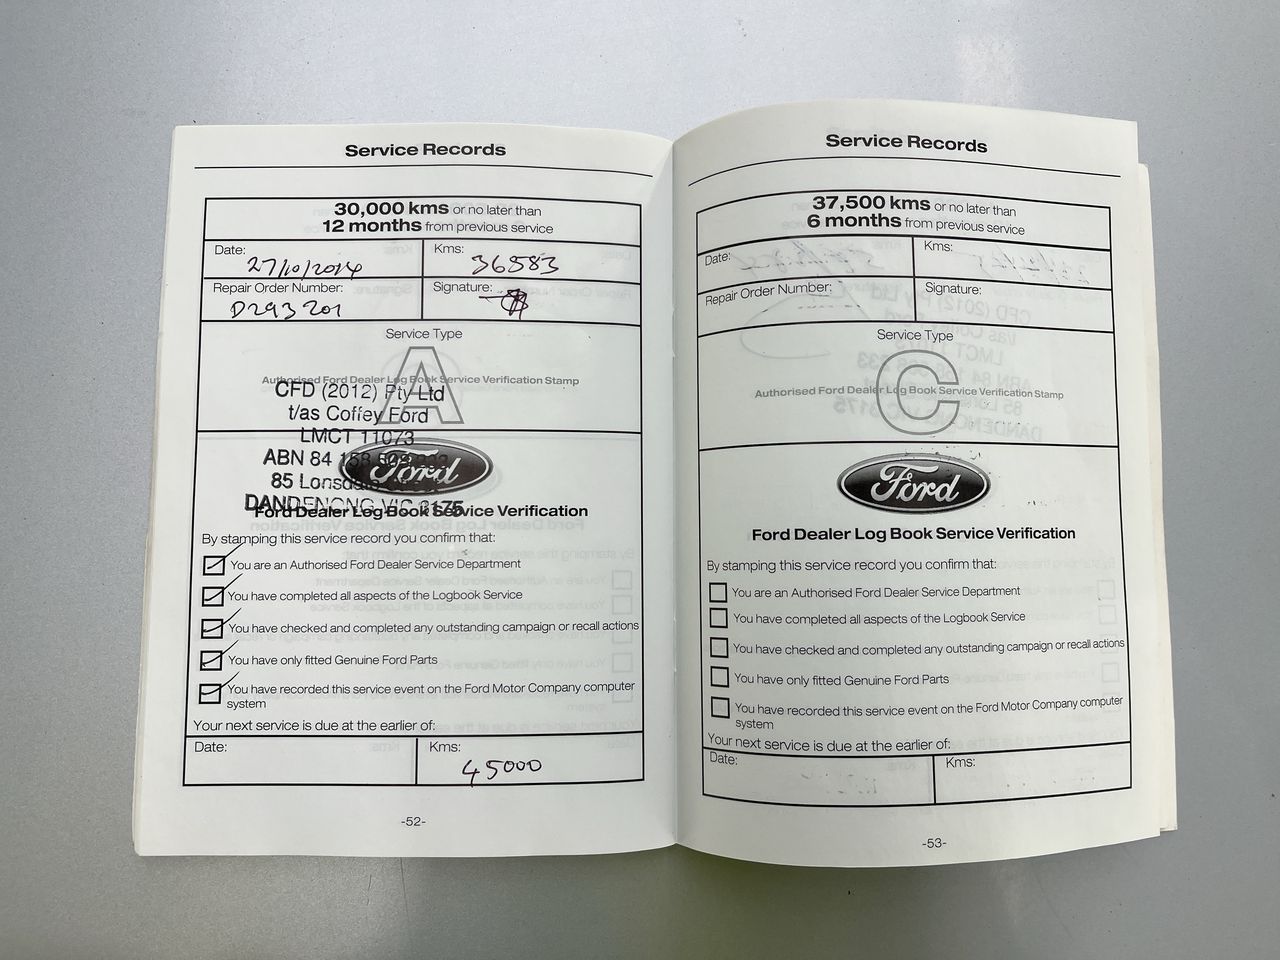 Service Records
30,000 kms or no later than
12 months from previous service
Date:
27/10/2014
Kms:
36583
Repair Order Number:
D293201
Signature:
Service Type
A
Authorised Ford Dealer Log Book Service Verification Stamp
CFD (2012) Pty Ltd
t/as Coffey Ford
LMCT 11073
ABN 84 158
85 Lonsdale
DANDENONG VIC 3175
Ford
Ford Dealer Log Book Service Verification
By stamping this service record you confirm that:
You are an Authorised Ford Dealer Service Department
You have completed all aspects of the Logbook Service
You have checked and completed any outstanding campaign or recall actions
You have only fitted Genuine Ford Parts
You have recorded this service event on the Ford Motor Company computer
system
Your next service is due at the earlier of:
Date:
Kms:
45000
-52-
Service Records
37,500 kms or no later than
6 months from previous service
Date:
Kms:
Repair Order Number:
Signature:
Service Type
C
Authorised Ford Dealer Log Book Service Verification Stamp
Ford
Ford Dealer Log Book Service Verification
By stamping this service record you confirm that:
You are an Authorised Ford Dealer Service Department
You have completed all aspects of the Logbook Service
You have checked and completed any outstanding campaign or recall actions
You have only fitted Genuine Ford Parts
You have recorded this service event on the Ford Motor Company computer
system
Your next service is due at the earlier of:
Date:
Kms:
-53-